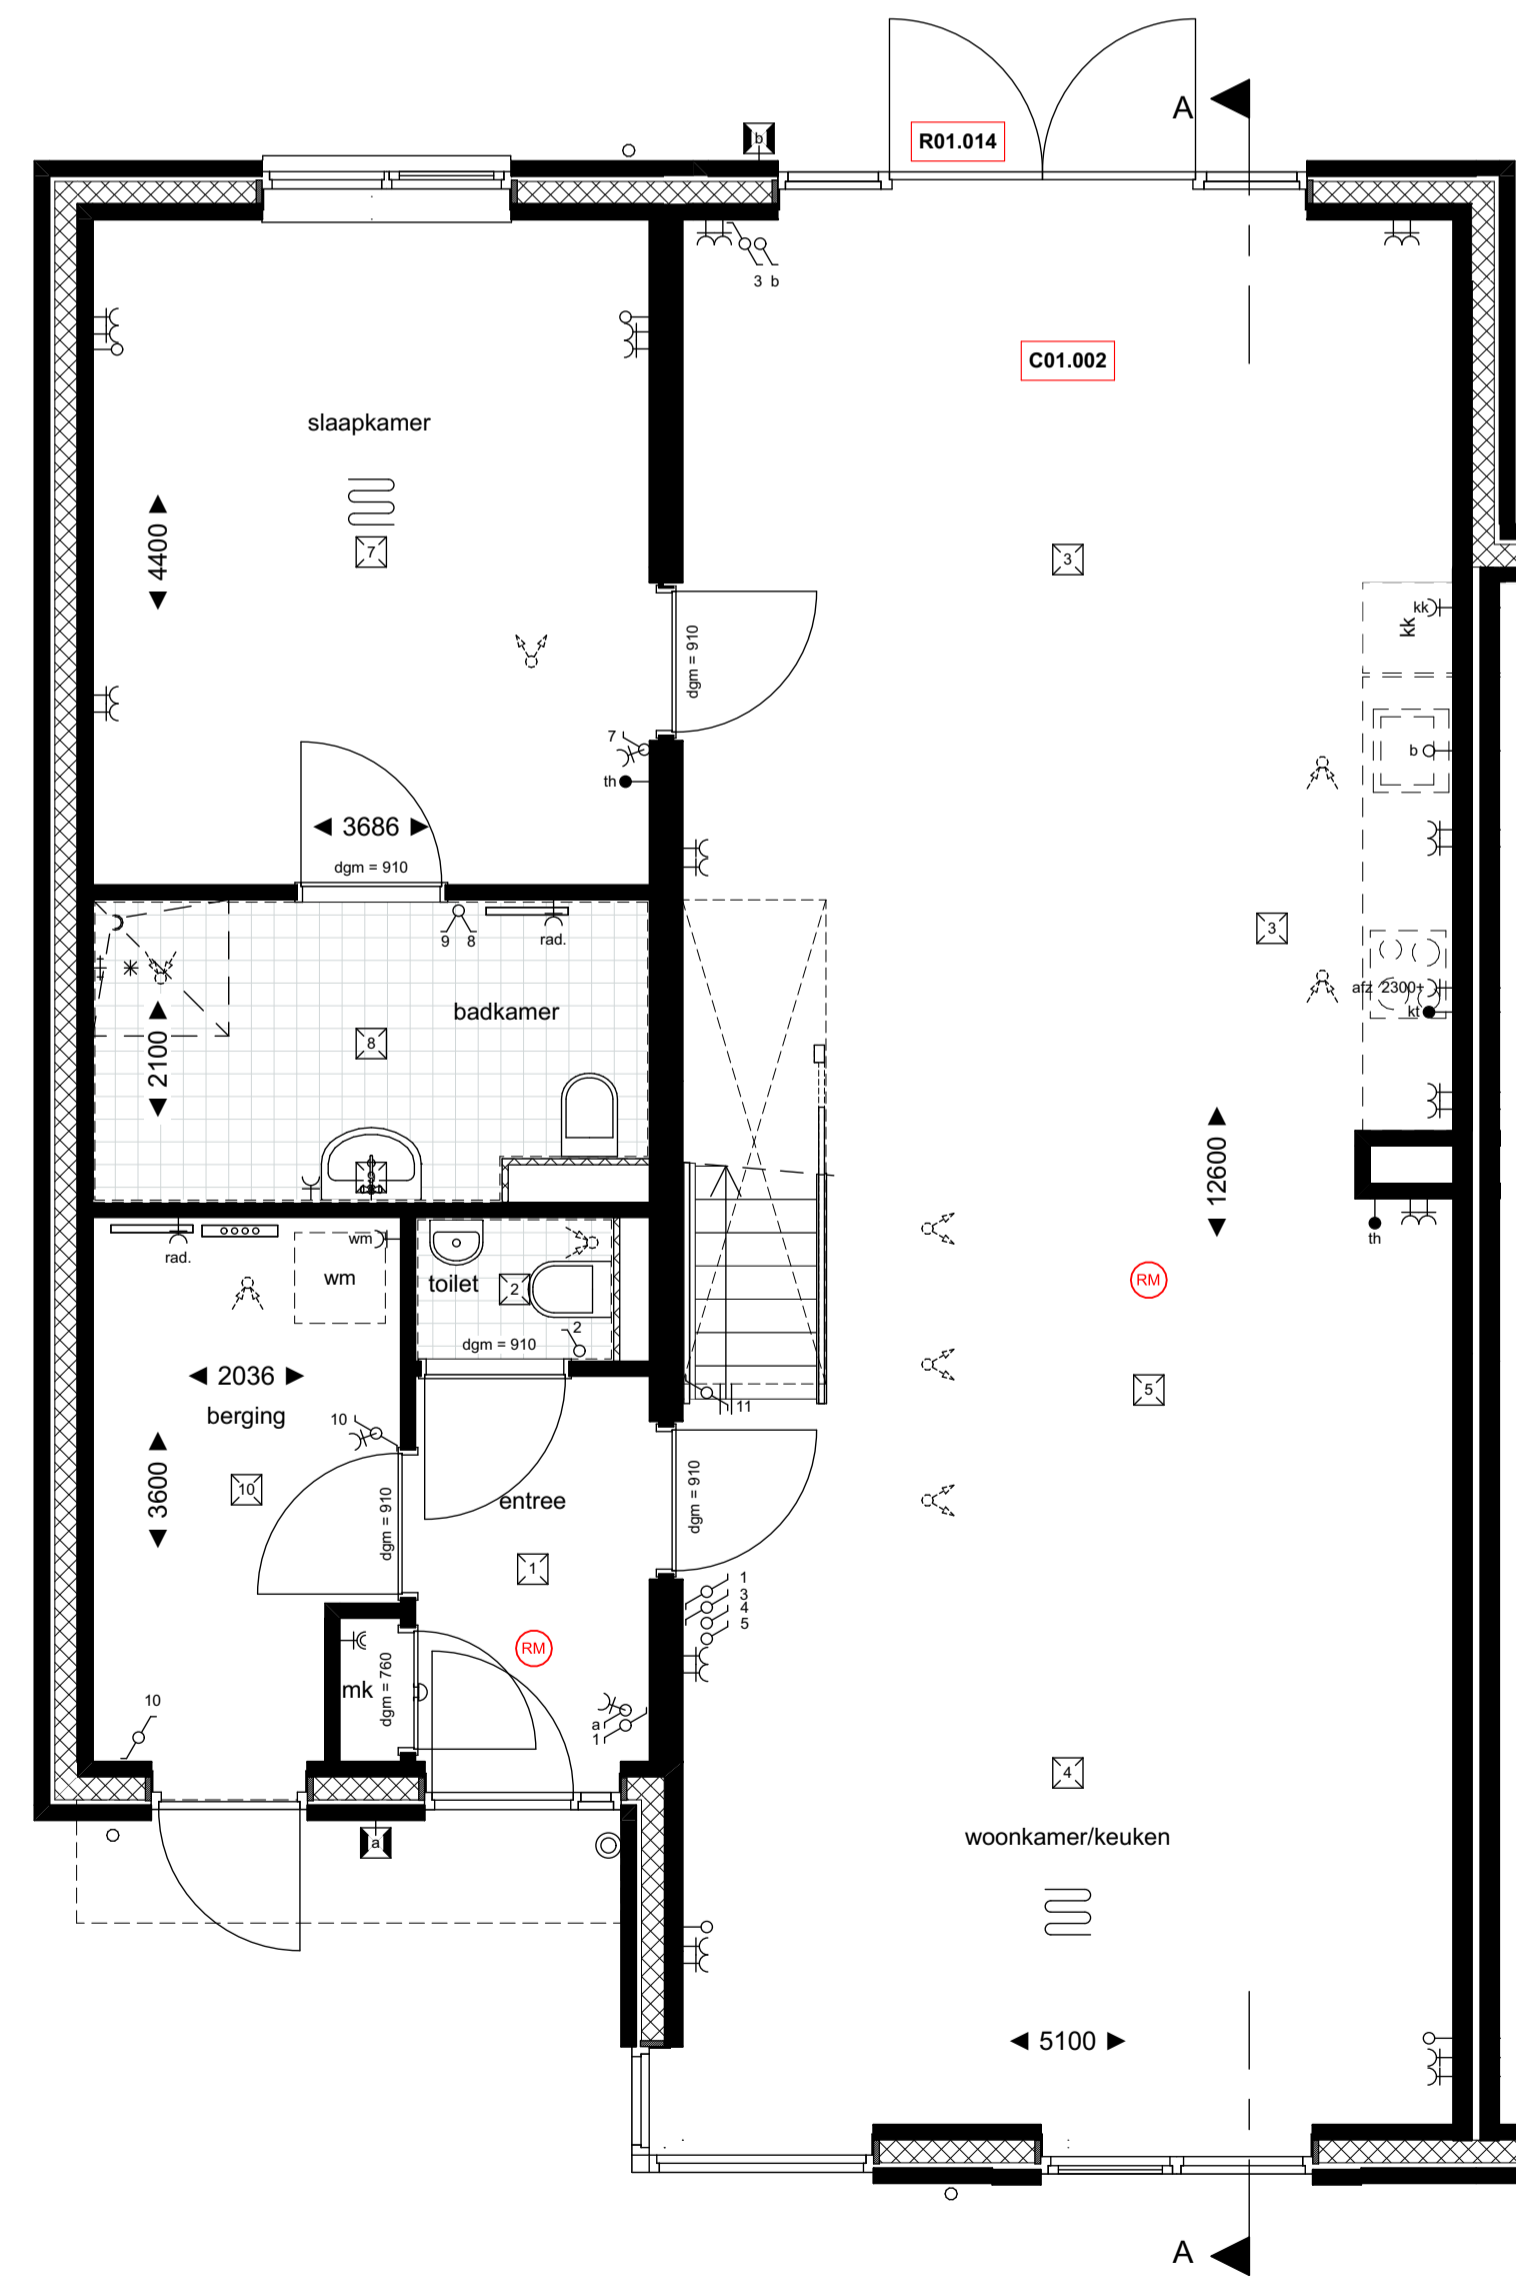 A
b
R01.014
3 b
C01.002
slaapkamer
4400
7
3
kk
kk
dgm = 910
7
th
b
3686
dgm = 910
9 8
rad.
3
badkamer
afz 2300+
kt
8
2100
9
12600
rad.
wm
wm
toilet
2
dgm = 910
2
th
RM
2036
berging
5
11
10
10
3600
dgm = 910
entree
dgm = 910
1
1
3
4
5
RM
mk
dgm = 760
10
a
1
4
a
woonkamer/keuken
5100
A